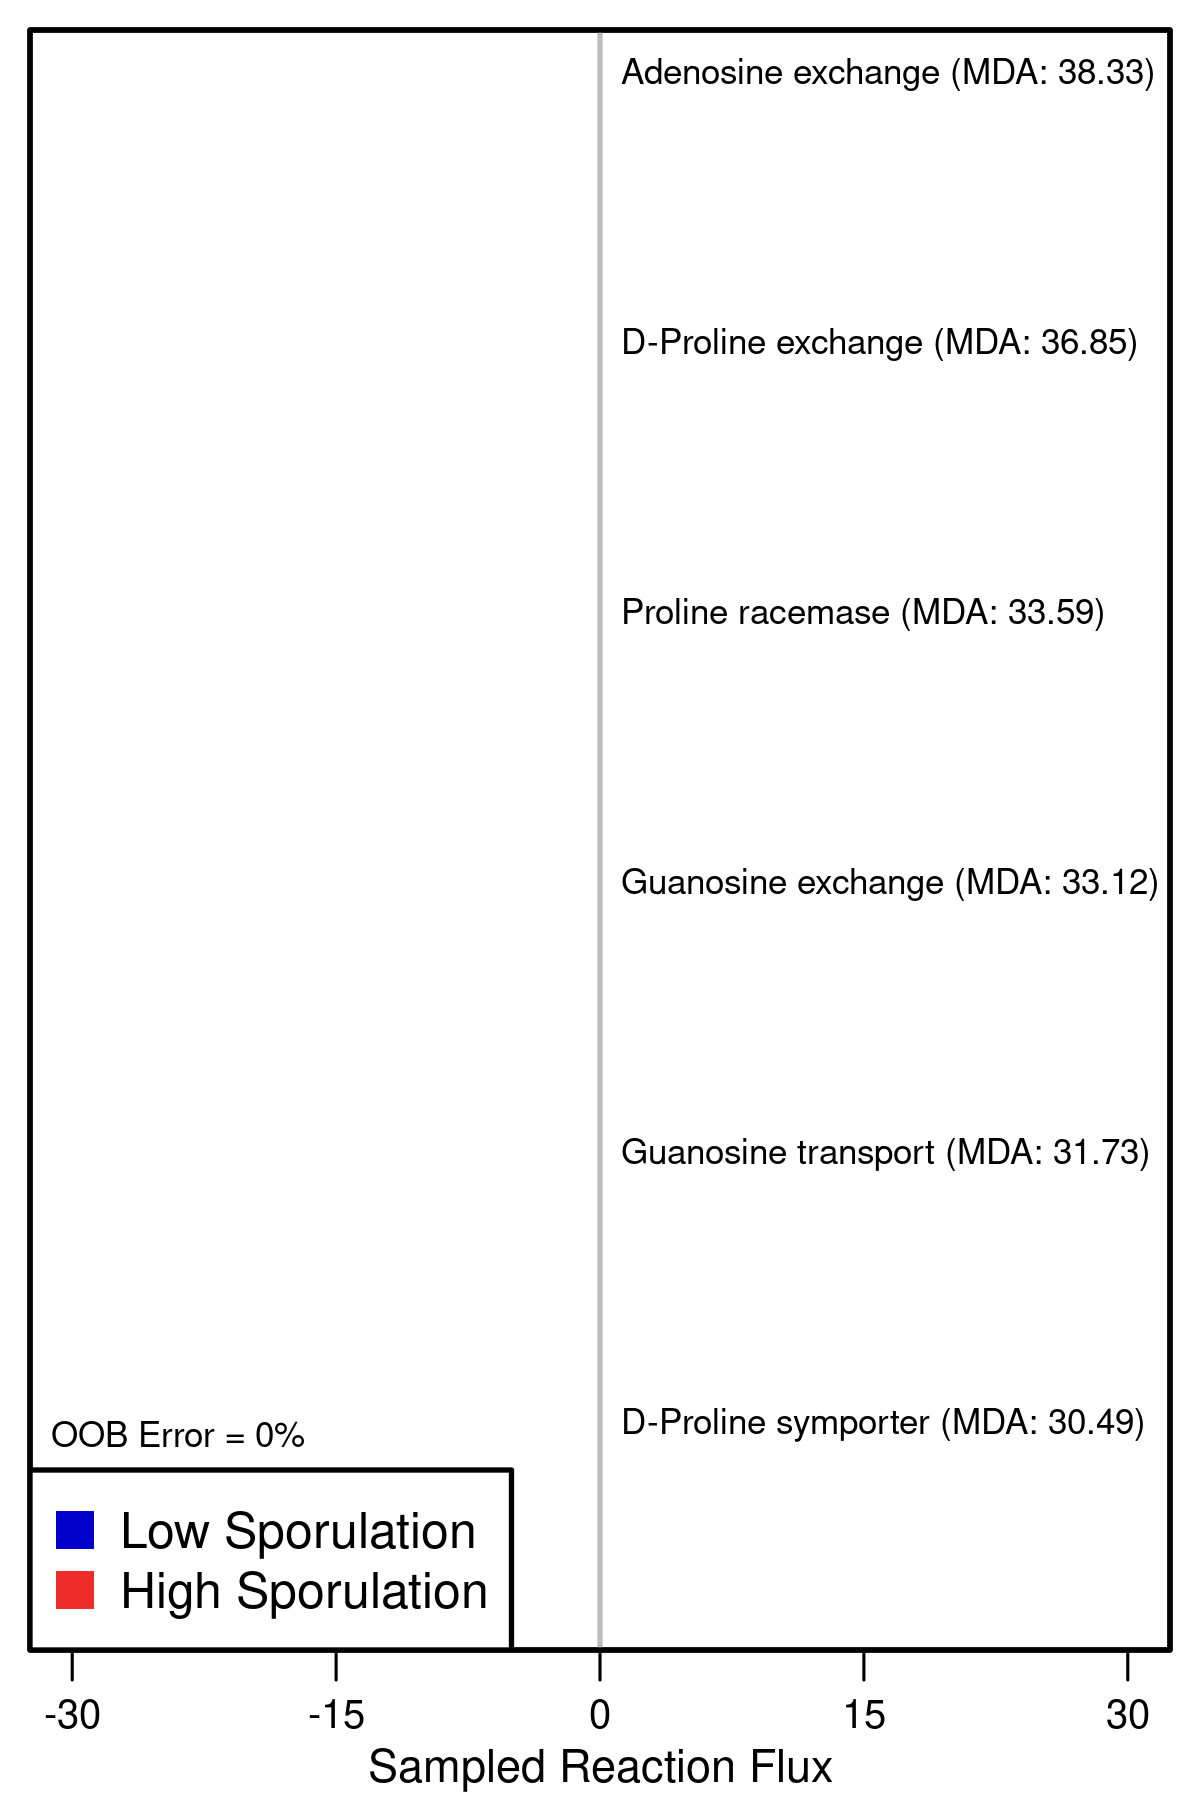 Adenosine exchange (MDA: 38.33)
D-Proline exchange (MDA: 36.85)
Proline racemase (MDA: 33.59)
Guanosine exchange (MDA: 33.12)
Guanosine transport (MDA: 31.73)
D-Proline symporter (MDA: 30.49)
OOB Error = 0%
Low Sporulation
High Sporulation
-30 -15 0 15 30
Sampled Reaction Flux